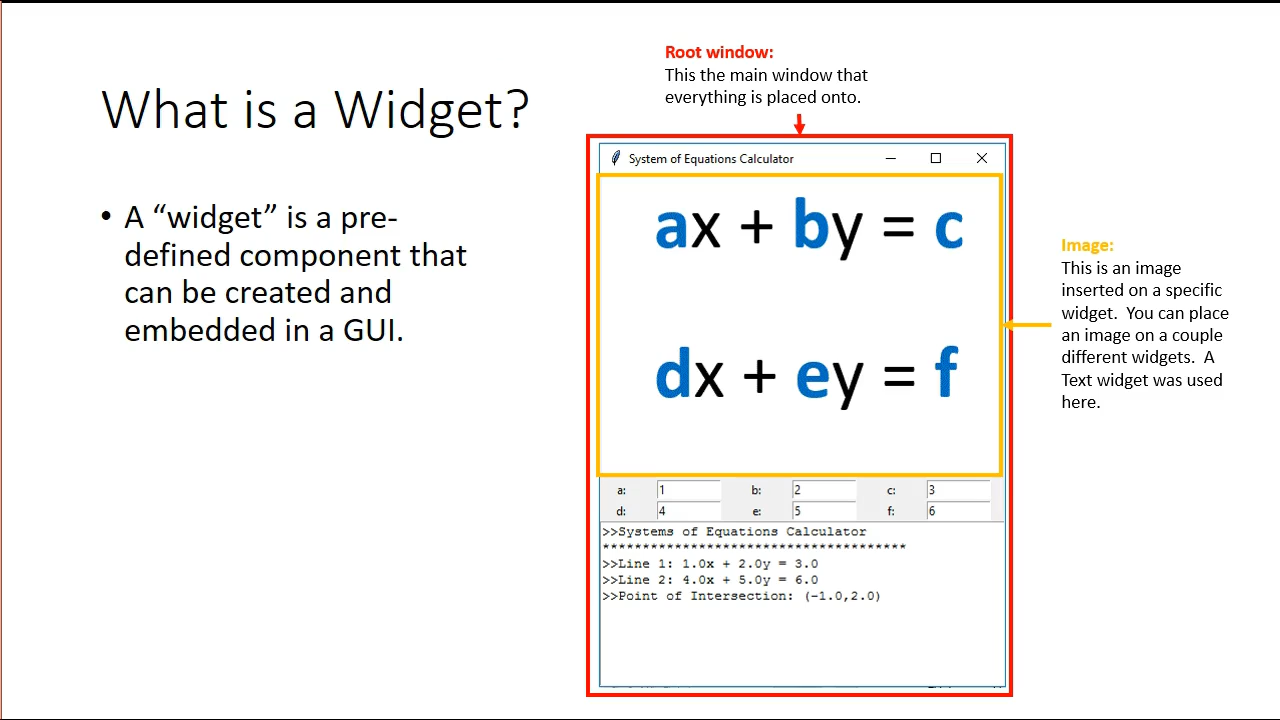 What is a Widget?
• A “widget” is a pre-
defined component that
can be created and
embedded in a GUI.
Root window:
This the main window that
everything is placed onto.
System of Equations Calculator
ax + by = c
dx + ey = f
a: 1 b: 2 c: 3
d: 4 e: 5 f: 6
>>Systems of Equations Calculator
**************************************
>>Line 1: 1.0x + 2.0y = 3.0
>>Line 2: 4.0x + 5.0y = 6.0
>>Point of Intersection: (-1.0,2.0)
Image:
This is an image
inserted on a specific
widget. You can place
an image on a couple
different widgets. A
Text widget was used
here.